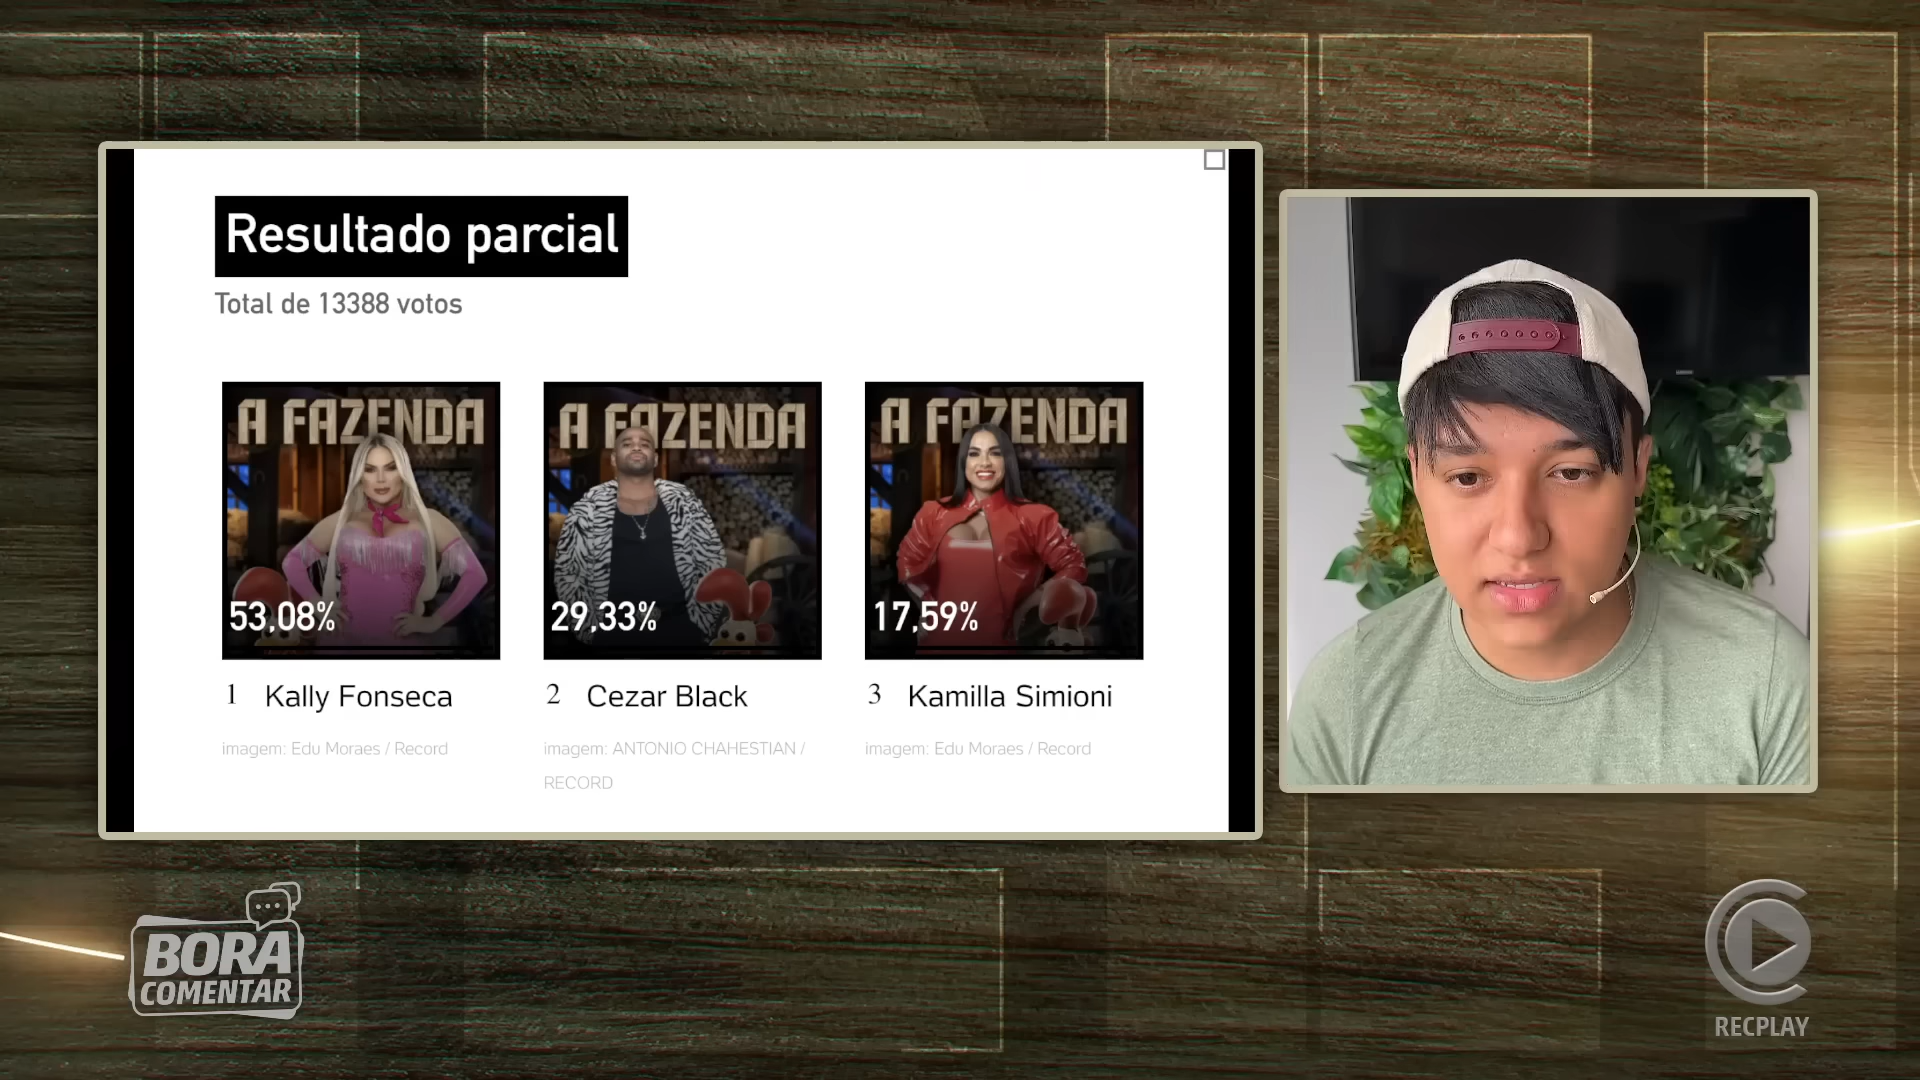 Resultado parcial
Total de 13388 votos
A FAZENDA
A FAZENDA
A FAZENDA
53,08%
29,33%
17,59%
1 Kally Fonseca
2 Cezar Black
3 Kamilla Simioni
imagem: Edu Moraes / Record
imagem: ANTONIO CHAHESTIAN /
RECORD
imagem: Edu Moraes / Record
BORA
COMENTAR
RECPLAY